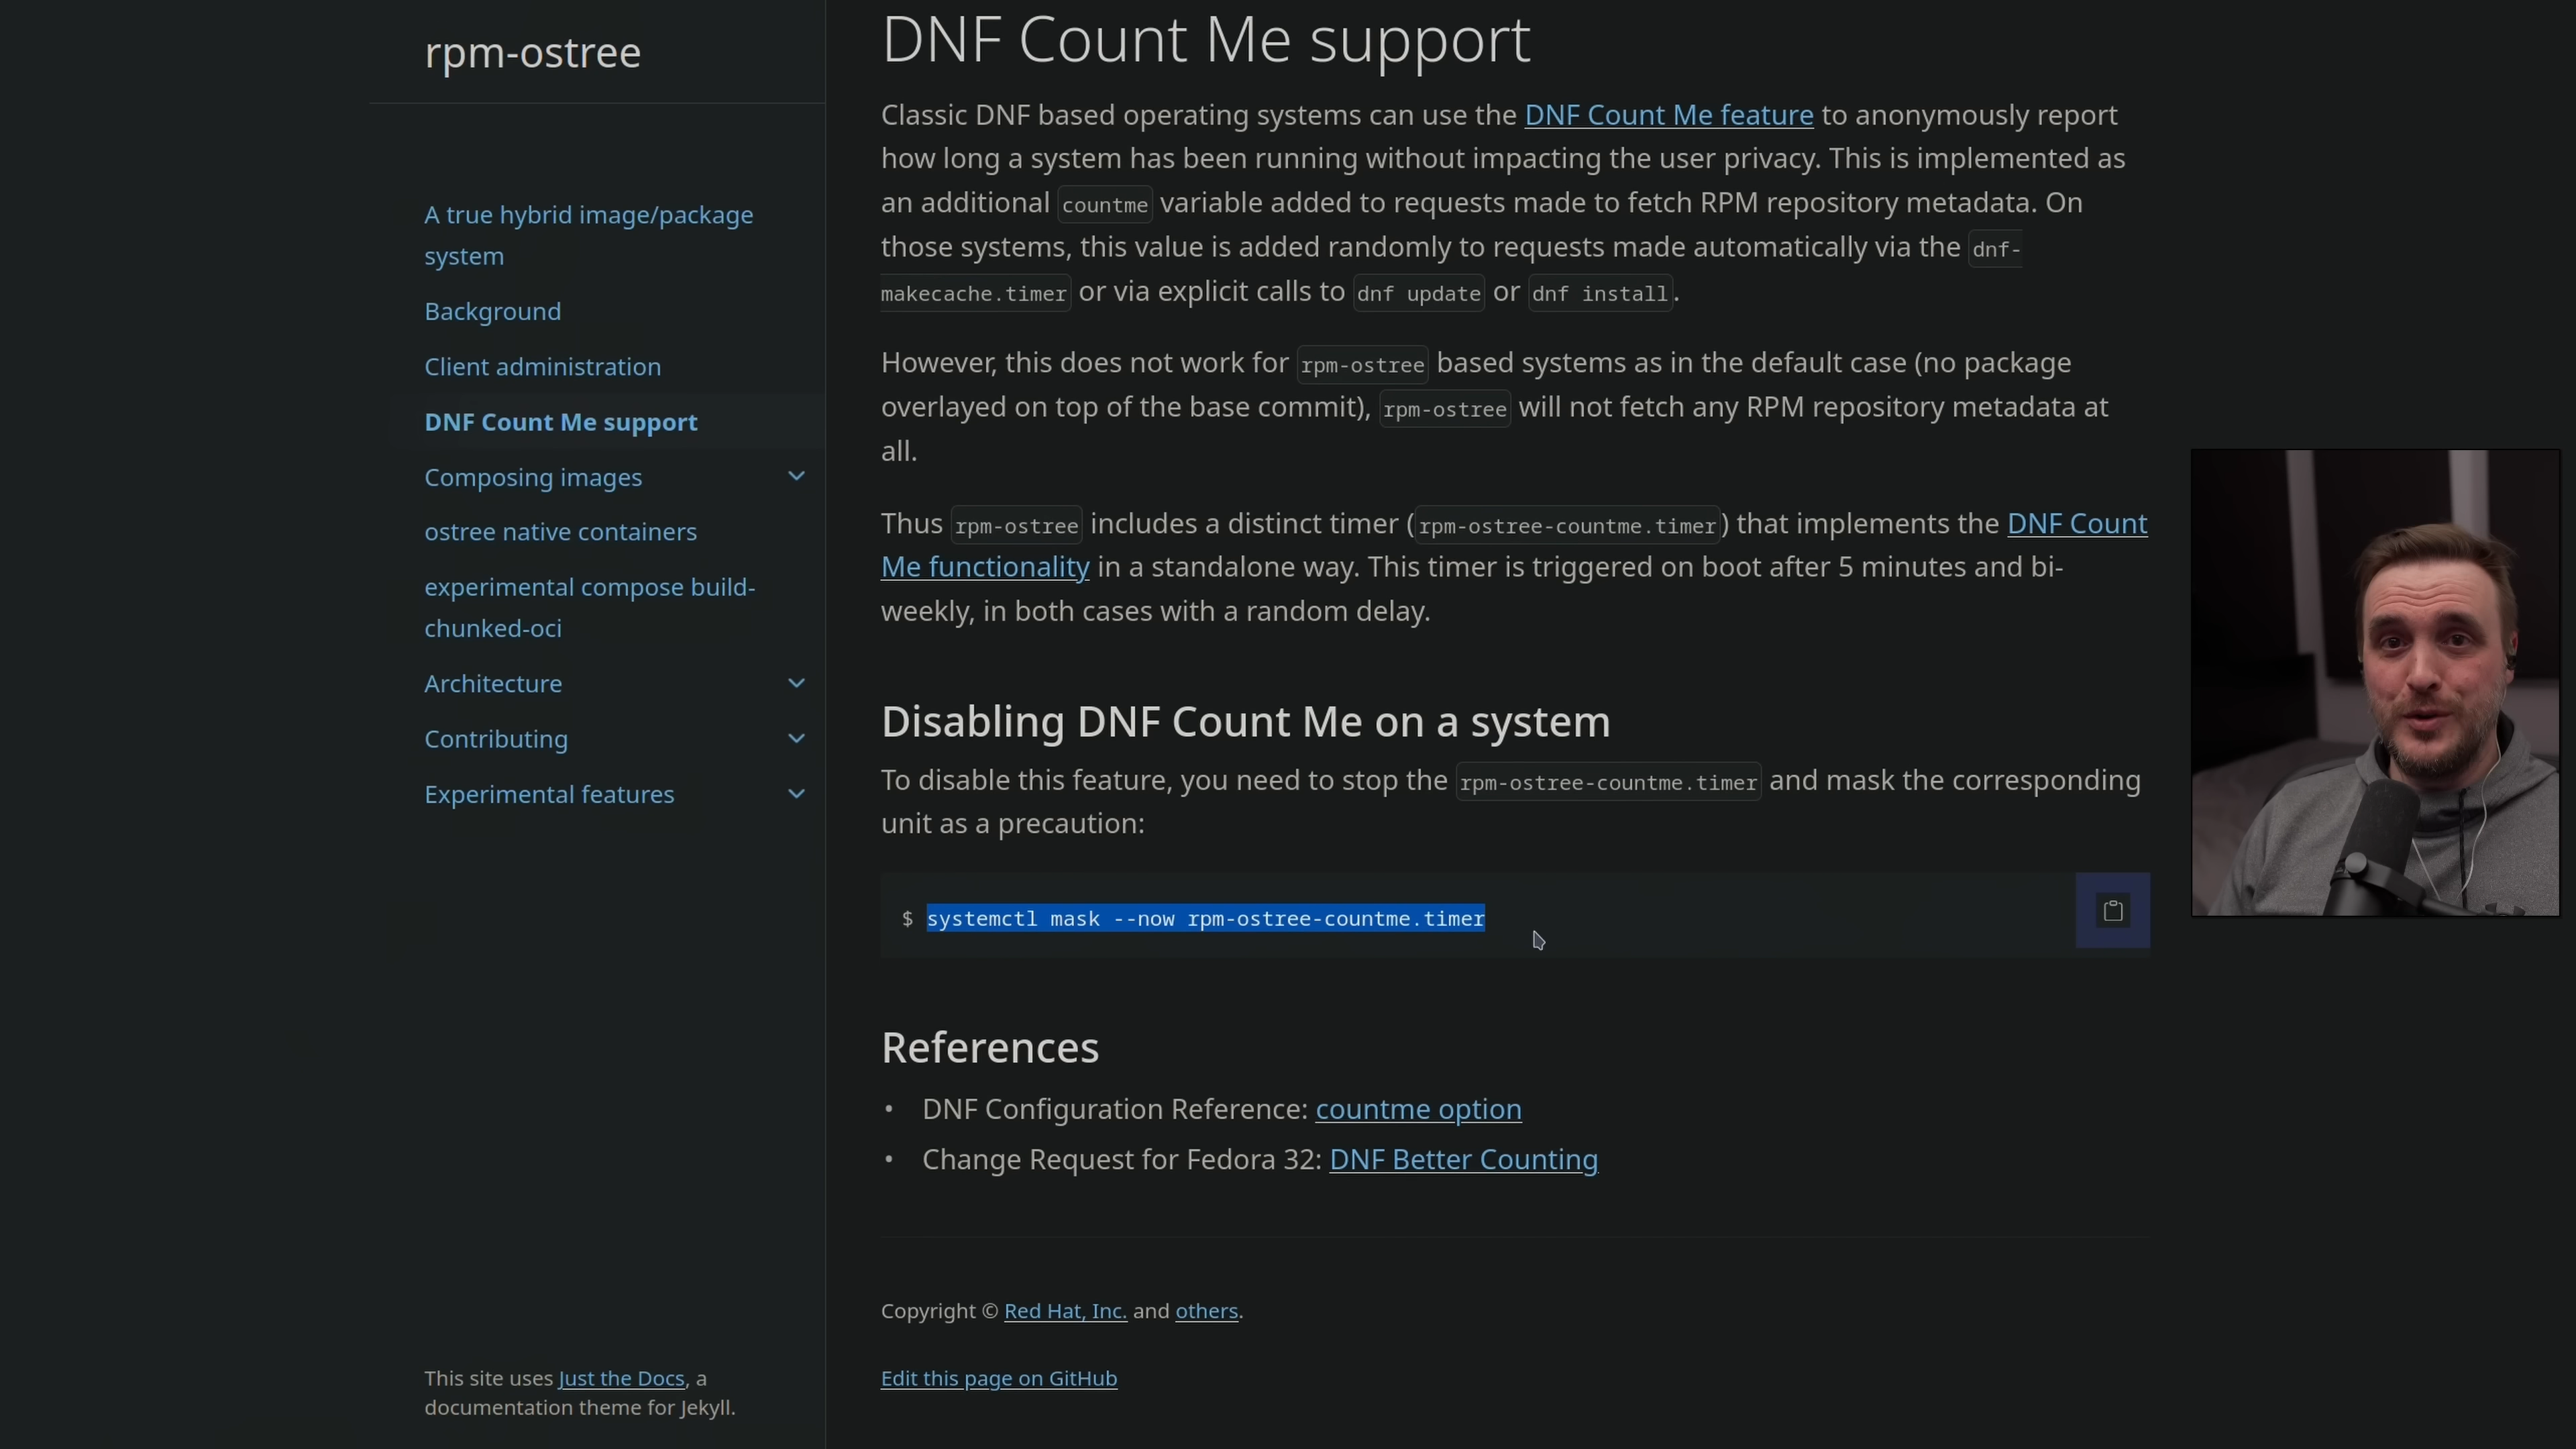 rpm-ostree
A true hybrid image/package
system
Background
Client administration
DNF Count Me support
Composing images
ostree native containers
experimental compose build-
chunked-oci
Architecture
Contributing
Experimental features
This site uses Just the Docs, a
documentation theme for Jekyll.
DNF Count Me support
Classic DNF based operating systems can use the DNF Count Me feature to anonymously report
how long a system has been running without impacting the user privacy. This is implemented as
an additional countme variable added to requests made to fetch RPM repository metadata. On
those systems, this value is added randomly to requests made automatically via the dnf-
makecache.timer or via explicit calls to dnf update or dnf install.
However, this does not work for rpm-ostree based systems as in the default case (no package
overlayed on top of the base commit), rpm-ostree will not fetch any RPM repository metadata at
all.
Thus rpm-ostree includes a distinct timer (rpm-ostree-countme.timer) that implements the DNF Count
Me functionality in a standalone way. This timer is triggered on boot after 5 minutes and bi-
weekly, in both cases with a random delay.
Disabling DNF Count Me on a system
To disable this feature, you need to stop the rpm-ostree-countme.timer and mask the corresponding
unit as a precaution:
$ systemctl mask --now rpm-ostree-countme.timer
References
• DNF Configuration Reference: countme option
• Change Request for Fedora 32: DNF Better Counting
Copyright © Red Hat, Inc. and others.
Edit this page on GitHub